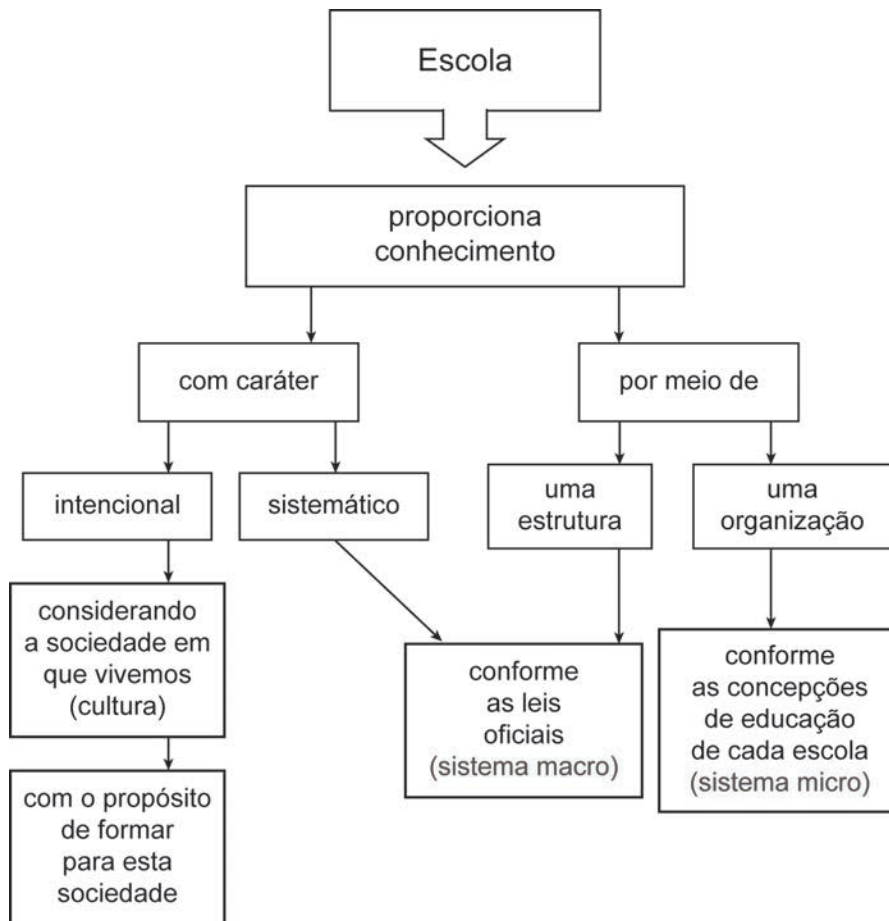 Escola
proporciona
conhecimento
com caráter
por meio de
intencional
sistemático
uma
estrutura
uma
organização
considerando
a sociedade em
que vivemos
(cultura)
conforme
as leis
oficiais
(sistema macro)
conforme
as concepções
de educação
de cada escola
(sistema micro)
com o propósito
de formar
para esta
sociedade